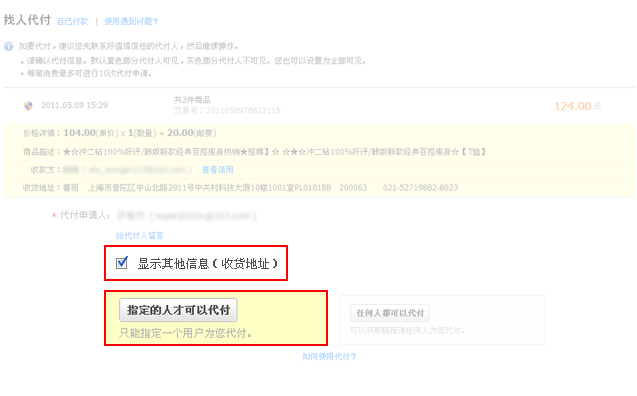 找人代付 自己付款 | 使用遇到问题？
如要代付，建议您先联系好值得信任的代付人，然后继续操作。
请确认代付信息。默认黄色部分代付人可见，灰色部分代付人不可见。您也可以设置为全部可见。
每笔消费最多可进行10次代付申请。
2011.05.09 15:29 共2件商品 124.00 元
交易号：2011050978612115
价格详情：104.00(单价) x 1(数量) + 20.00(邮费)
商品描述：★☆冲二钻100%好评/韩版新款经典百搭瘦身热销★短裤】☆ ☆★☆冲二钻100%好评/韩版新款经典百搭瘦身☆【T恤】
收款方： 查看信用
收货地址：番丽 上海市普陀区中山北路2911号中关村科技大厦10楼1001室PL018188 200063 021-52719882-8023
* 代付申请人：
给代付人留言
显示其他信息（收货地址）
指定的人才可以代付 任何人都可以代付
只能指定一个用户为您代付。 可以获取链接请任何人为您代付。
如何使用代付？